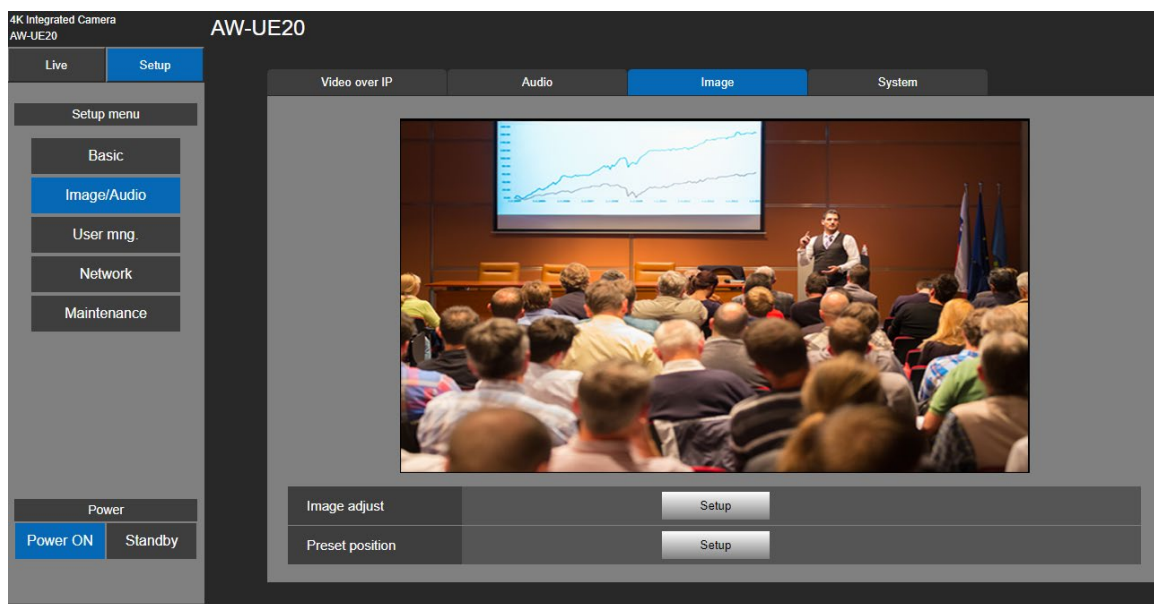 4K Integrated Camera
AW-UE20
AW-UE20
Live
Setup
Video over IP
Audio
Image
System
Setup menu
Basic
Image/Audio
User mng.
Network
Maintenance
Power
Power ON
Standby
Image adjust
Setup
Preset position
Setup